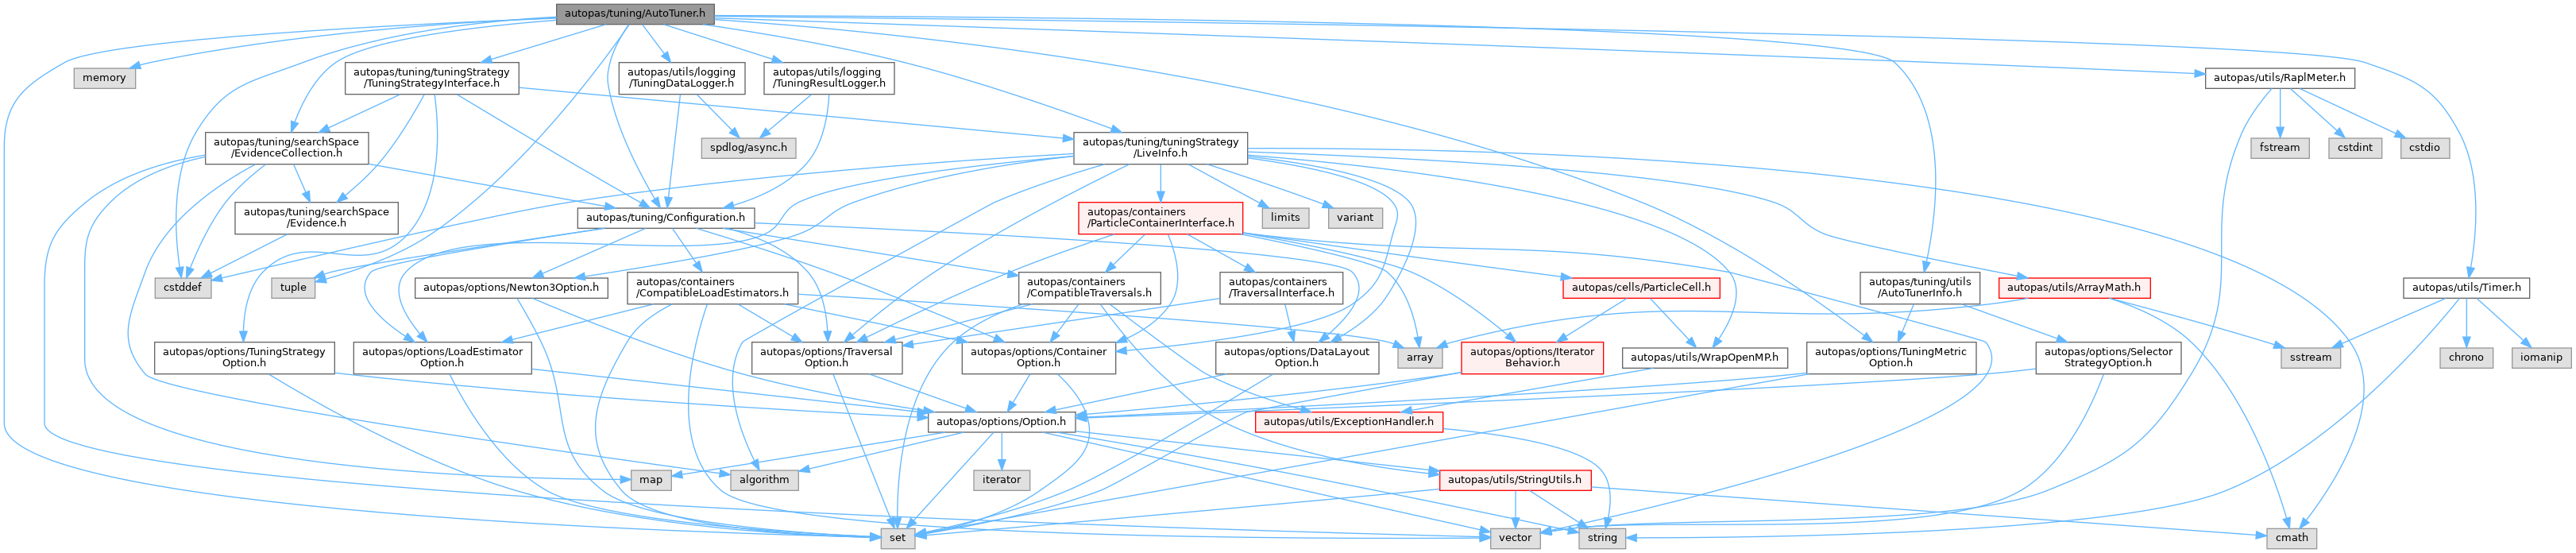 autopas/tuning/AutoTuner.h
memory
autopas/tuning/tuningStrategy
/TuningStrategyInterface.h
autopas/utils/logging
/TuningDataLogger.h
autopas/utils/logging
/TuningResultLogger.h
autopas/utils/RaplMeter.h
autopas/tuning/searchSpace
/EvidenceCollection.h
spdlog/async.h
autopas/tuning/tuningStrategy
/LiveInfo.h
fstream
cstdint
cstdio
autopas/tuning/searchSpace
/Evidence.h
autopas/tuning/Configuration.h
autopas/containers
/ParticleContainerInterface.h
limits
variant
cstddef
tuple
autopas/options/Newton3Option.h
autopas/containers
/CompatibleLoadEstimators.h
autopas/containers
/CompatibleTraversals.h
autopas/containers
/TraversalInterface.h
autopas/cells/ParticleCell.h
autopas/tuning/utils
/AutoTunerInfo.h
autopas/utils/ArrayMath.h
autopas/utils/Timer.h
autopas/options/TuningStrategy
Option.h
autopas/options/LoadEstimator
Option.h
autopas/options/Traversal
Option.h
autopas/options/Container
Option.h
array
autopas/options/DataLayout
Option.h
autopas/options/Iterator
Behavior.h
autopas/utils/WrapOpenMP.h
autopas/options/TuningMetric
Option.h
autopas/options/Selector
StrategyOption.h
sstream
chrono
iomanip
autopas/options/Option.h
autopas/utils/ExceptionHandler.h
map
algorithm
iterator
autopas/utils/StringUtils.h
set
vector
string
cmath